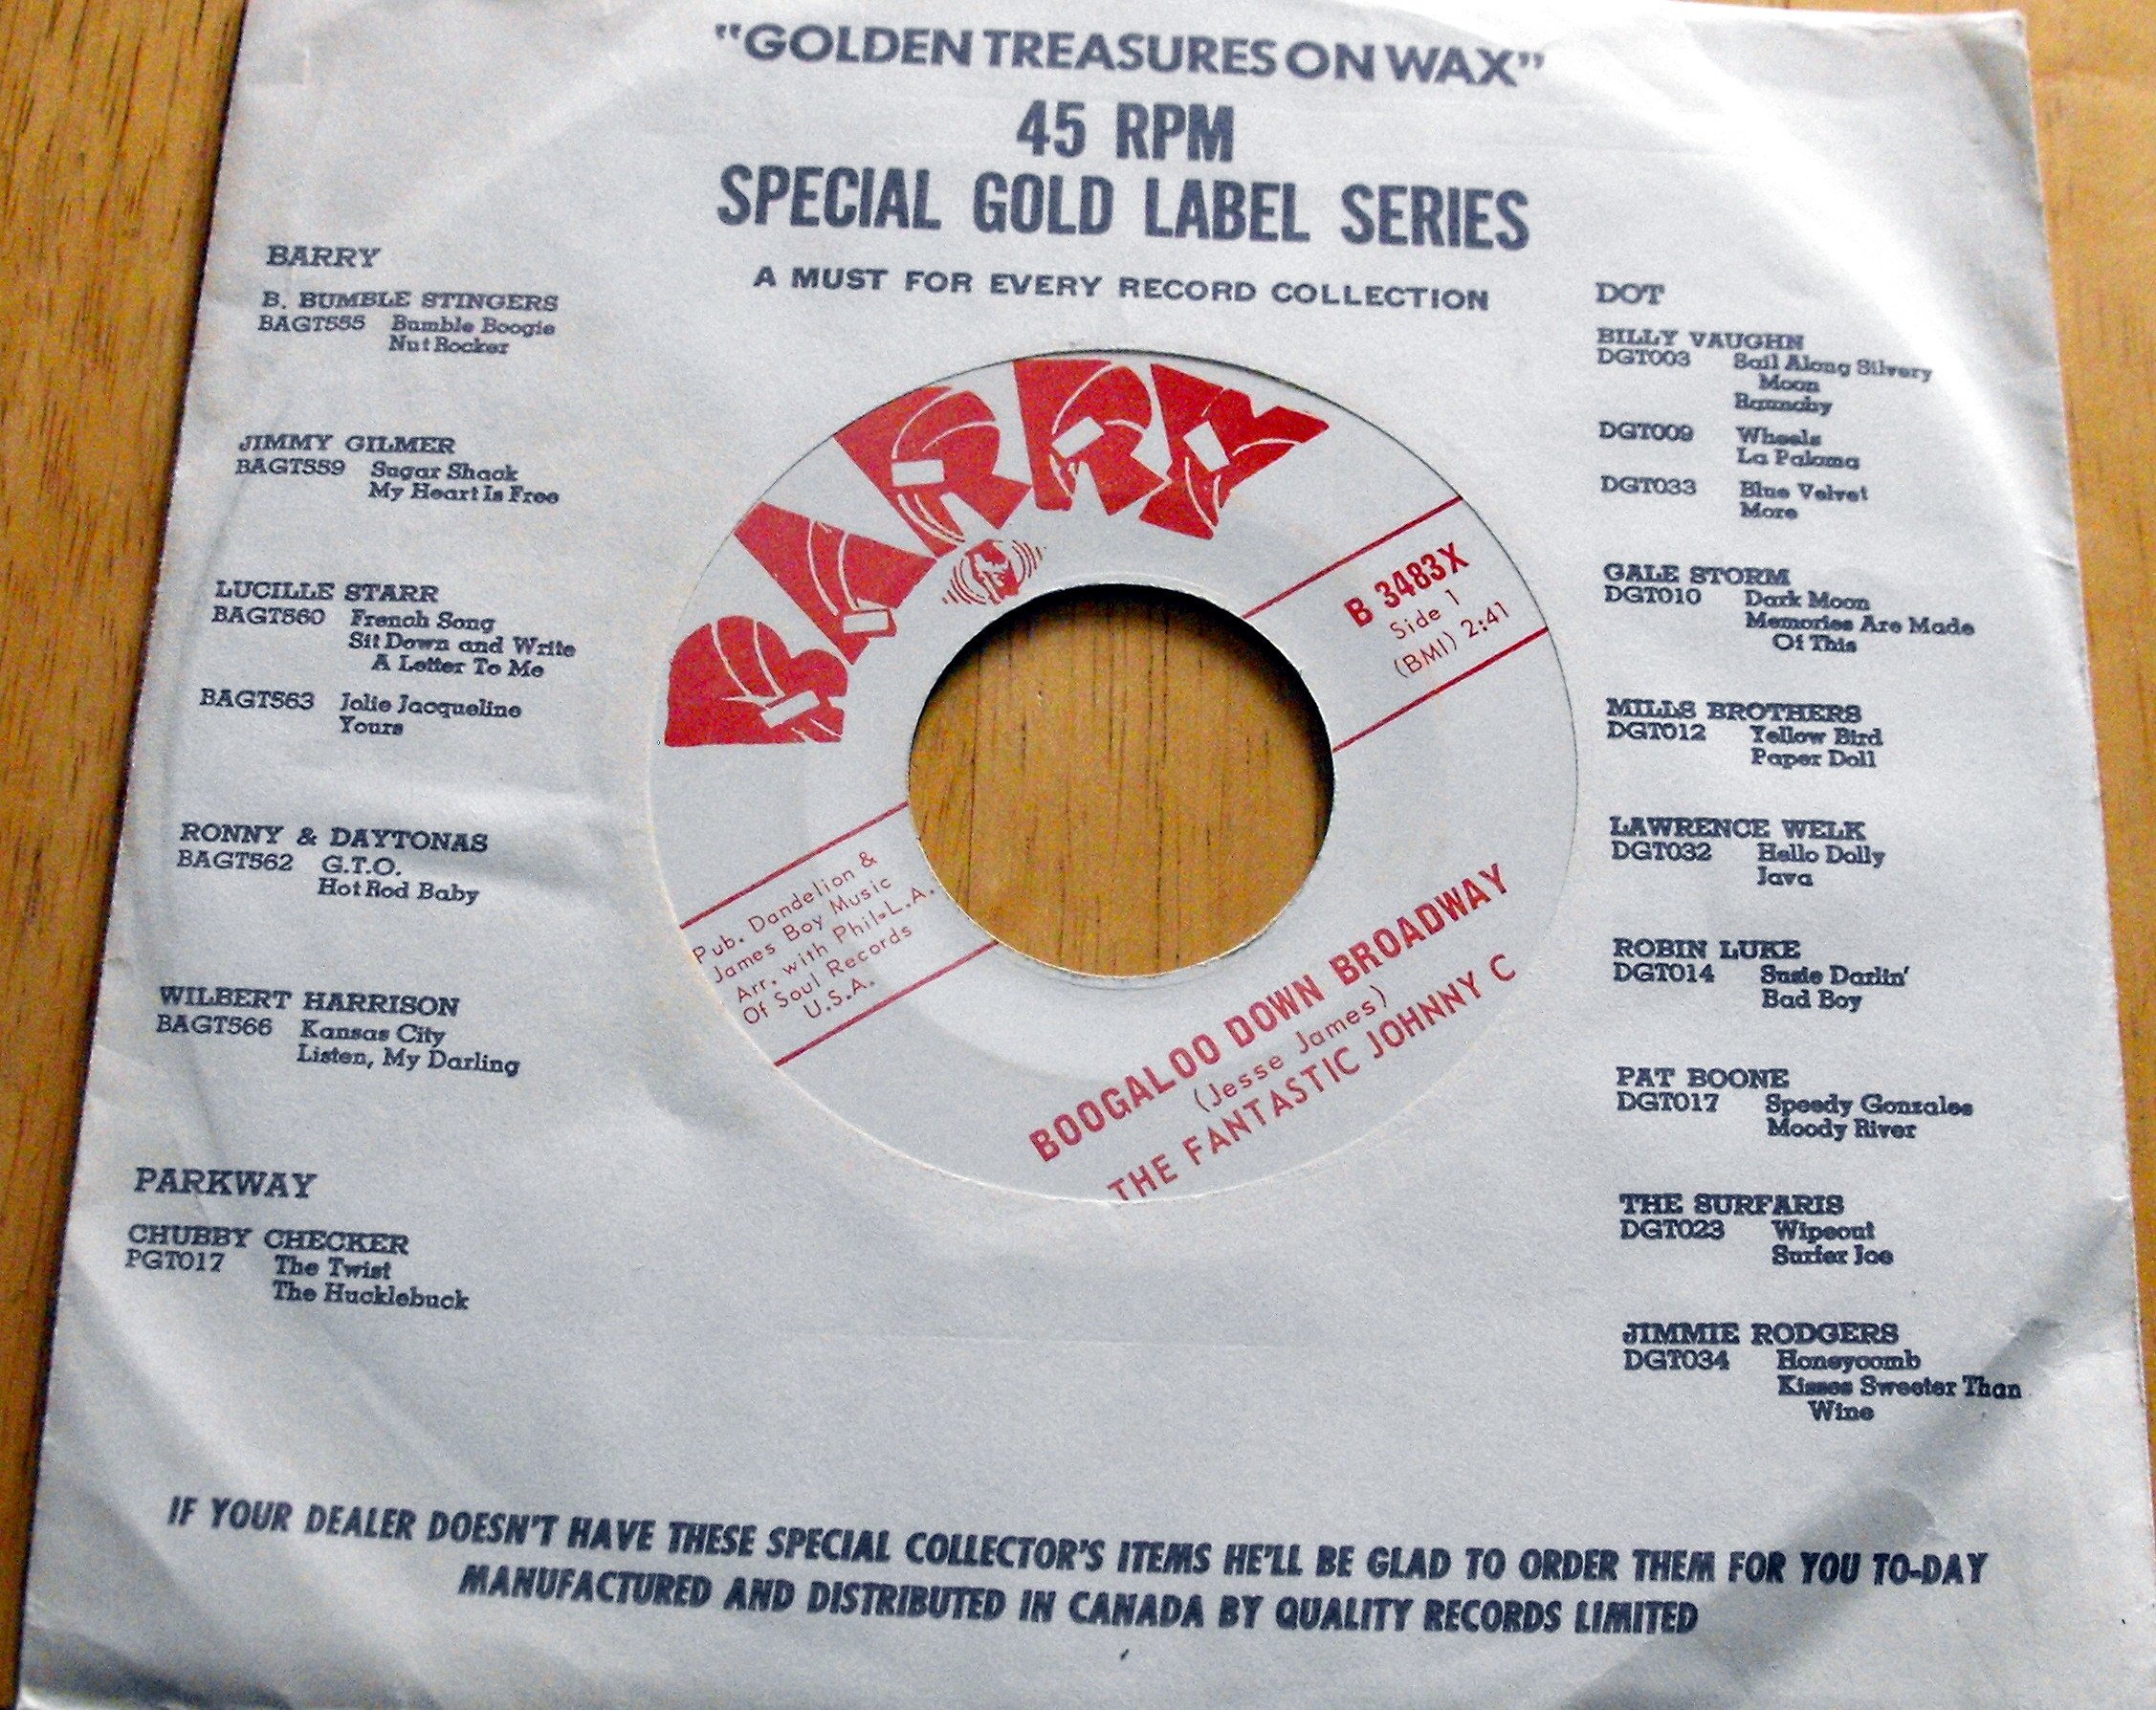 "GOLDEN TREASURES ON WAX"
45 RPM
SPECIAL GOLD LABEL SERIES
A MUST FOR EVERY RECORD COLLECTION
BARRY
B. BUMBLE STINGERS
BAGT555 Bumble Boogie
Nut Rocker
JIMMY GILMER
BAGT559 Sugar Shack
My Heart Is Free
LUCILLE STARR
BAGT560 French Song
Sit Down and Write
A Letter To Me
BAGT563 Jolie Jacqueline
Yours
RONNY & DAYTONAS
BAGT562 G.T.O.
Hot Rod Baby
WILBERT HARRISON
BAGT566 Kansas City
Listen, My Darling
PARKWAY
CHUBBY CHECKER
PGT017 The Twist
The Hucklebuck
BARRY
B 3483X
Side 1
(BMI) 2:41
Pub. Dandelion &
James Boy Music
Arr. with Phil-L.A.
Of Soul Records
U.S.A.
BOOGALOO DOWN BROADWAY
(Jesse James)
THE FANTASTIC JOHNNY C
DOT
BILLY VAUGHN
DGT003 Sail Along Silvery
Moon
Raunchy
DGT009 Wheels
La Paloma
DGT033 Blue Velvet
More
GALE STORM
DGT010 Dark Moon
Memories Are Made
Of This
MILLS BROTHERS
DGT012 Yellow Bird
Paper Doll
LAWRENCE WELK
DGT032 Hello Dolly
Java
ROBIN LUKE
DGT014 Susie Darlin'
Bad Boy
PAT BOONE
DGT017 Speedy Gonzales
Moody River
THE SURFARIS
DGT023 Wipeout
Surfer Joe
JIMMIE RODGERS
DGT034 Honeycomb
Kisses Sweeter Than
Wine
IF YOUR DEALER DOESN'T HAVE THESE SPECIAL COLLECTOR'S ITEMS HE'LL BE GLAD TO ORDER THEM FOR YOU TO-DAY
MANUFACTURED AND DISTRIBUTED IN CANADA BY QUALITY RECORDS LIMITED